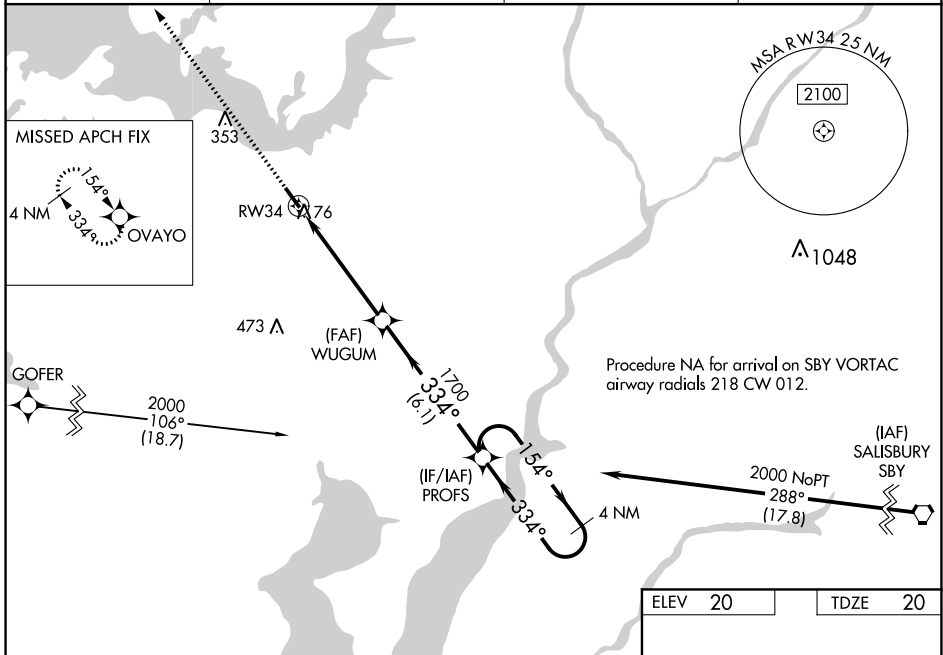 MSA RW34 25 NM
2100
MISSED APCH FIX
154°
4 NM
334°
OVAYO
353
RW34
76
1048
473
(FAF)
WUGUM
GOFER
2000
106°
(18.7)
1700
334°
(6.1)
Procedure NA for arrival on SBY VORTAC
airway radials 218 CW 012.
(IF/IAF)
PROFS
154°
334°
4 NM
(IAF)
SALISBURY
SBY
2000 NoPT
288°
(17.8)
ELEV 20
TDZE 20